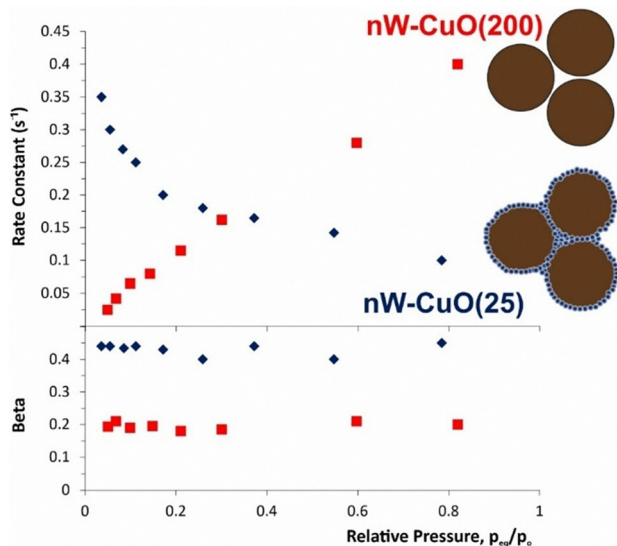 nW-CuO(200)
0.45
0.4
0.35
0.3
0.25
0.2
0.15
0.1
0.05
Rate Constant (s⁻¹)
nW-CuO(25)
0.4
0.3
0.2
0.1
0
Beta
0 0.2 0.4 0.6 0.8 1
Relative Pressure, pₑq/pₒ